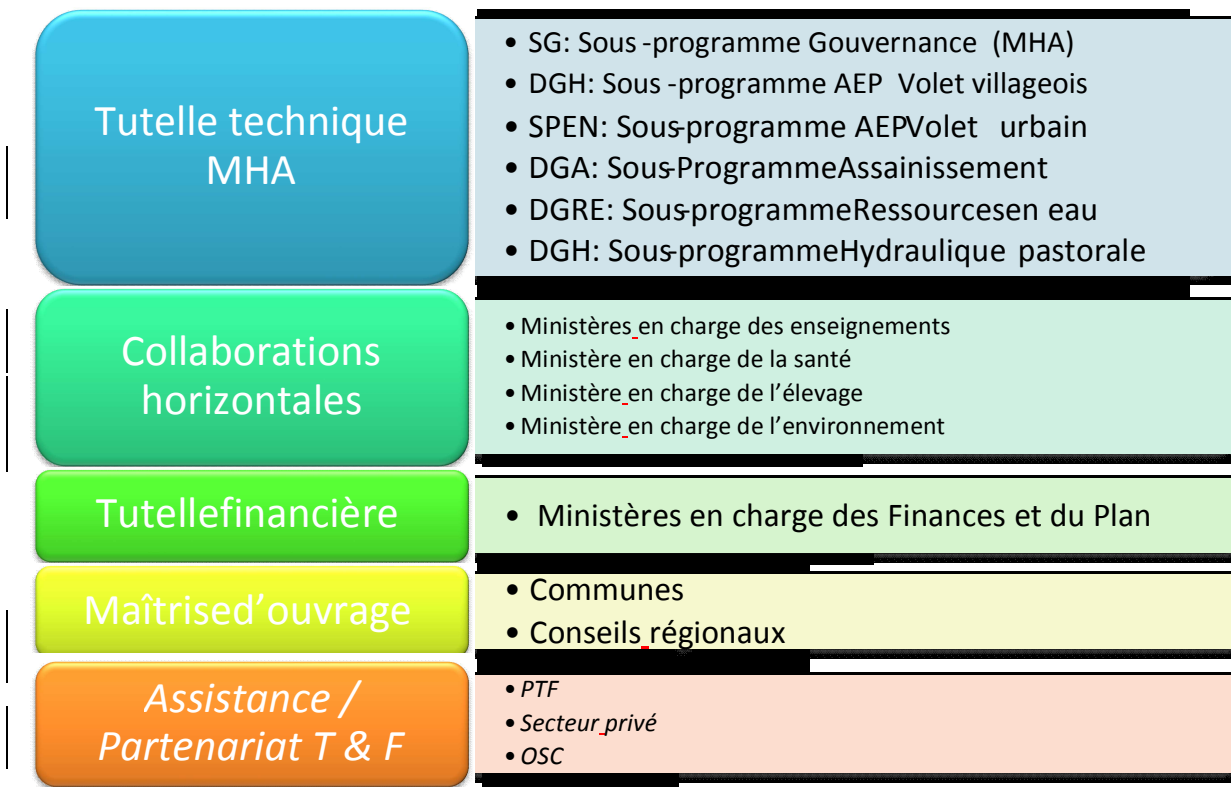 Tutelle technique
MHA
• SG: Sous -programme Gouvernance (MHA)
• DGH: Sous -programme AEP Volet villageois
• SPEN: Sous-programme AEPVolet urbain
• DGA: Sous-ProgrammeAssainissement
• DGRE: Sous-programmeRessourcesen eau
• DGH: Sous-programmeHydraulique pastorale
Collaborations
horizontales
• Ministères en charge des enseignements
• Ministère en charge de la santé
• Ministère en charge de l’élevage
• Ministère en charge de l’environnement
Tutellefinancière
• Ministères en charge des Finances et du Plan
Maîtrised’ouvrage
• Communes
• Conseils régionaux
Assistance /
Partenariat T & F
• PTF
• Secteur privé
• OSC